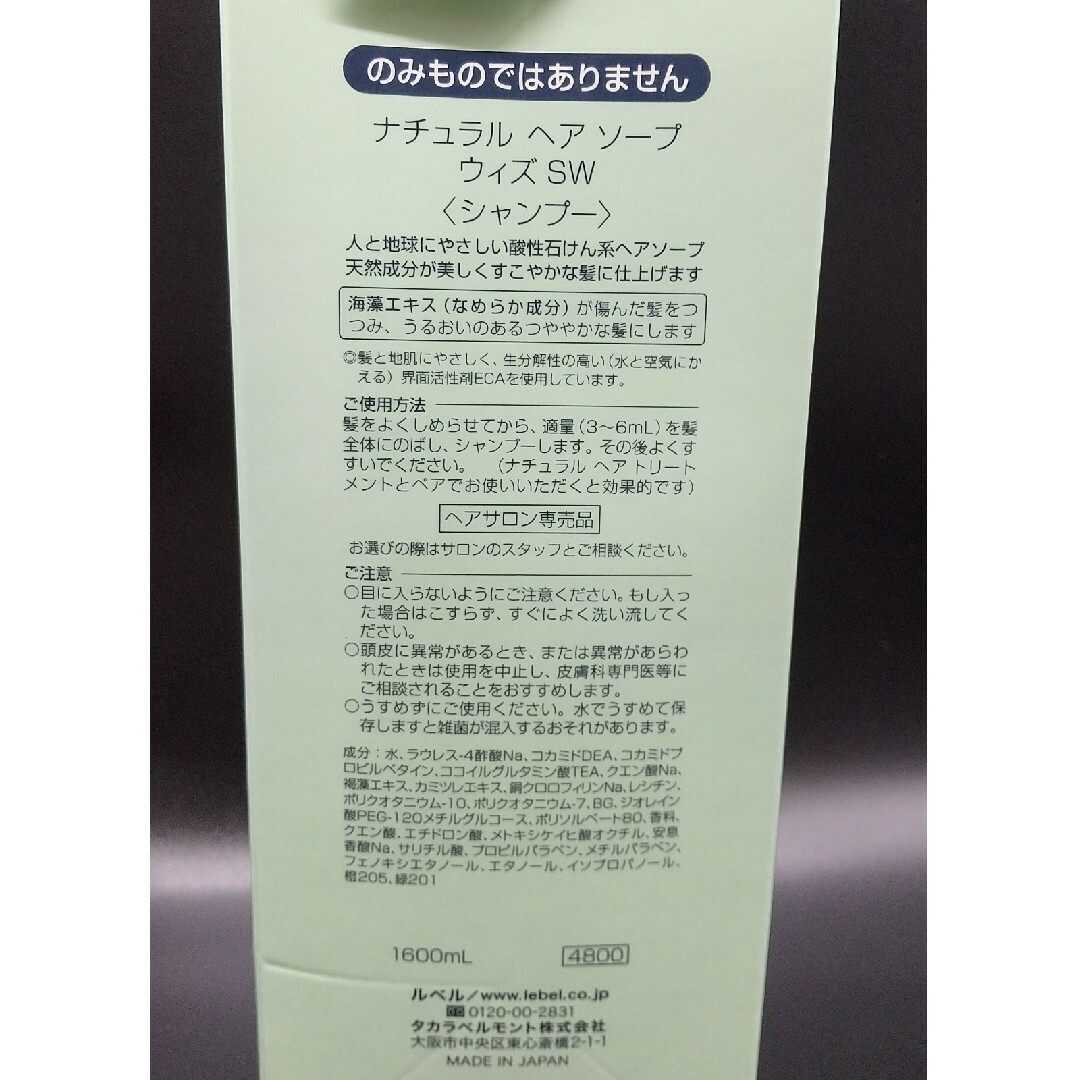 のみものではありません
ナチュラル ヘア ソープ
ウィズ SW
〈シャンプー〉
人と地球にやさしい酸性石けん系ヘアソープ
天然成分が美しくすこやかな髪に仕上げます
海藻エキス（なめらか成分）が傷んだ髪をつ
つみ、うるおいのあるつややかな髪にします
◎髪と地肌にやさしく、生分解性の高い（水と空気にか
える）界面活性剤ECAを使用しています。
ご使用方法
髪をよくしめらせてから、適量（3〜6mL）を髪
全体にのばし、シャンプーします。その後よくす
すいでください。 （ナチュラル ヘア トリート
メントとペアでお使いいただくと効果的です）
ヘアサロン専売品
お選びの際はサロンのスタッフとご相談ください。
ご注意
○目に入らないようにご注意ください。もし入っ
た場合はこすらず、すぐによく洗い流してく
ださい。
○頭皮に異常があるとき、または異常があらわ
れたときは使用を中止し、皮膚科専門医等に
ご相談されることをおすすめします。
○うすめずにご使用ください。水でうすめて保
存しますと雑菌が混入するおそれがあります。
成分：水、ラウレス-4酢酸Na、コカミドDEA、コカミドプ
ロピルベタイン、ココイルグルタミン酸TEA、クエン酸Na、
褐藻エキス、カミツレエキス、銅クロロフィリンNa、レシチン、
ポリクオタニウム-10、ポリクオタニウム-7、BG、ジオレイン
酸PEG-120メチルグルコース、ポリソルベート80、香料、
クエン酸、エチドロン酸、メトキシケイヒ酸オクチル、安息
香酸Na、サリチル酸、プロピルパラベン、メチルパラベン、
フェノキシエタノール、エタノール、イソプロパノール、
橙205、緑201
1600mL 4800
ルベル／www.lebel.co.jp
0120-00-2831
タカラベルモント株式会社
大阪市中央区東心斎橋2-1-1
MADE IN JAPAN